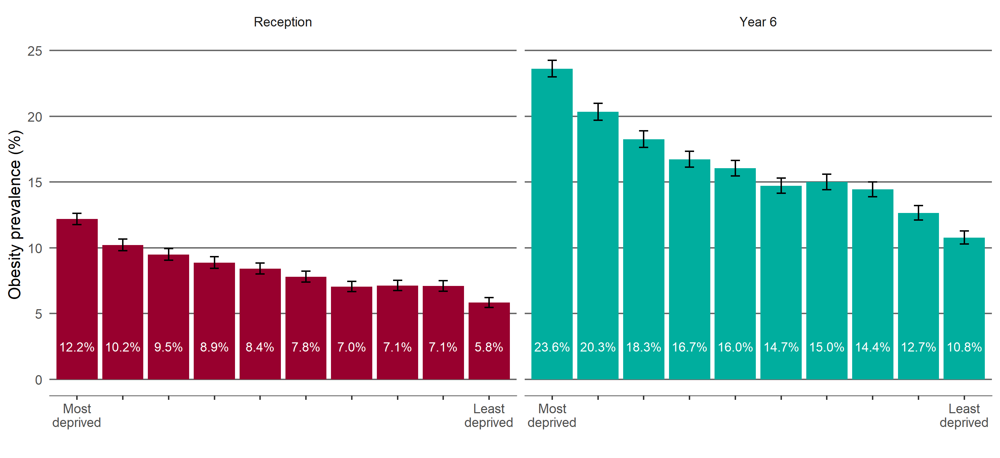 Reception
Year 6
Obesity prevalence (%)
25
20
15
10
5
0
12.2% 10.2% 9.5% 8.9% 8.4% 7.8% 7.0% 7.1% 7.1% 5.8%
23.6% 20.3% 18.3% 16.7% 16.0% 14.7% 15.0% 14.4% 12.7% 10.8%
Most
deprived
Least
deprived
Most
deprived
Least
deprived